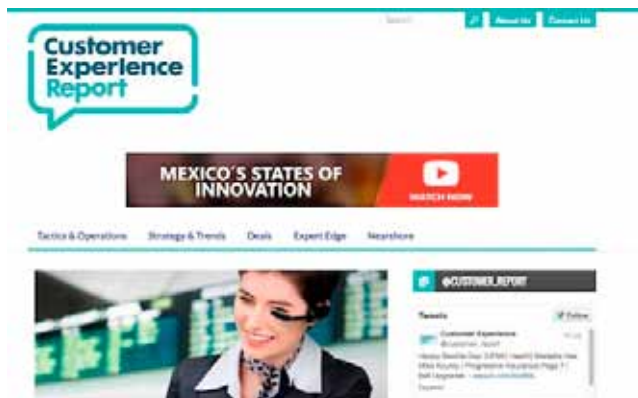 Search
About Us
Contact Us
Customer
Experience
Report
MEXICO'S STATES OF
INNOVATION
WATCH NOW
Tactics & Operations
Strategy & Trends
Deals
Expert Edge
Nearshore
@CUSTOMER_REPORT
Tweets
Follow
Customer Experience
@customer_report